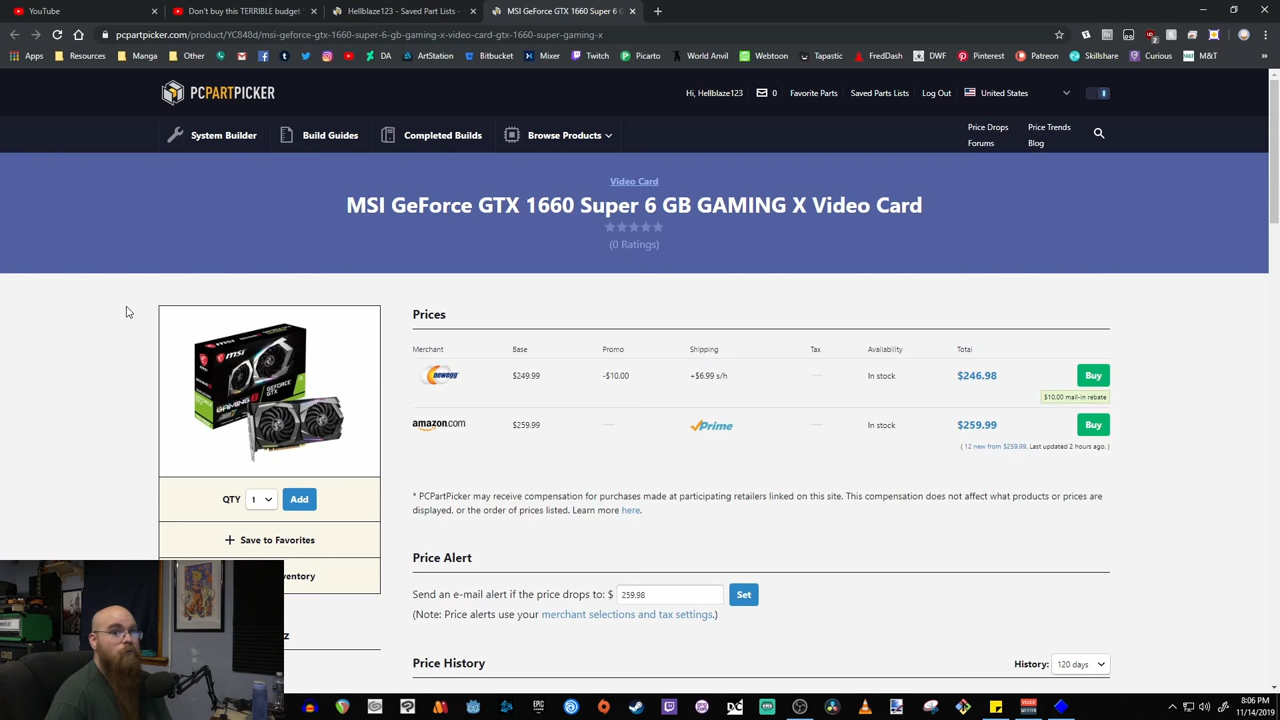 YouTube
Don't buy this TERRIBLE budget
Hellblaze123 – Saved Part Lists –
MSI GeForce GTX 1660 Super 6 G
pcpartpicker.com/product/YC848d/msi-geforce-gtx-1660-super-6-gb-gaming-x-video-card-gtx-1660-super-gaming-x
Apps Resources Manga Other DA ArtStation Bitbucket Mixer Twitch Picarto World Anvil Webtoon Tapastic FredDash DWF Pinterest Patreon Skillshare Curious M&T
PCPARTPICKER
Hi, Hellblaze123 0 Favorite Parts Saved Parts Lists Log Out United States
System Builder Build Guides Completed Builds Browse Products
Price Drops Price Trends
Forums Blog
Video Card
MSI GeForce GTX 1660 Super 6 GB GAMING X Video Card
(0 Ratings)
Prices
Merchant Base Promo Shipping Tax Availability Total
newegg $249.99 -$10.00 +$6.99 s/h — In stock $246.98 Buy
$10.00 mail-in rebate
amazon.com $259.99 — Prime — In stock $259.99 Buy
( 12 new from $259.99. Last updated 2 hours ago. )
msi
GAMING X
GEFORCE GTX
QTY 1 Add
* PCPartPicker may receive compensation for purchases made at participating retailers linked on this site. This compensation does not affect what products or prices are
displayed, or the order of prices listed. Learn more here.
+ Save to Favorites
ventory
z
Price Alert
Send an e-mail alert if the price drops to: $ 259.98 Set
(Note: Price alerts use your merchant selections and tax settings.)
Price History
History: 120 days
8:06 PM
11/14/2019